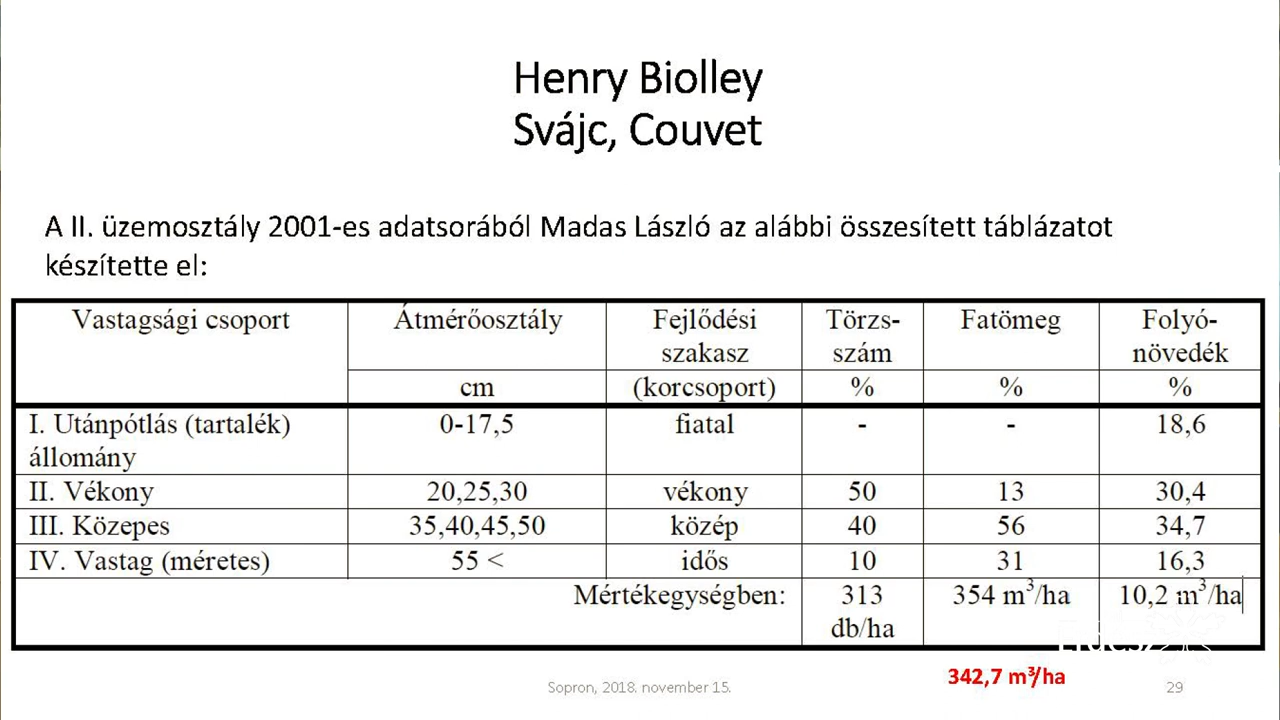 Henry Biolley
Svájc, Couvet
A II. üzemosztály 2001-es adatsorából Madas László az alábbi összesített táblázatot
készítette el:
Vastagsági csoport Átmérőosztály Fejlődési szakasz Törzs-szám Fatömeg Folyó-növedék
cm (korcsoport) % % %
I. Utánpótlás (tartalék) állomány 0-17,5 fiatal - - 18,6
II. Vékony 20,25,30 vékony 50 13 30,4
III. Közepes 35,40,45,50 közép 40 56 34,7
IV. Vastag (méretes) 55 < idős 10 31 16,3
Mértékegységben: 313 db/ha 354 m³/ha 10,2 m³/ha
342,7 m³/ha
Sopron, 2018. november 15. 29